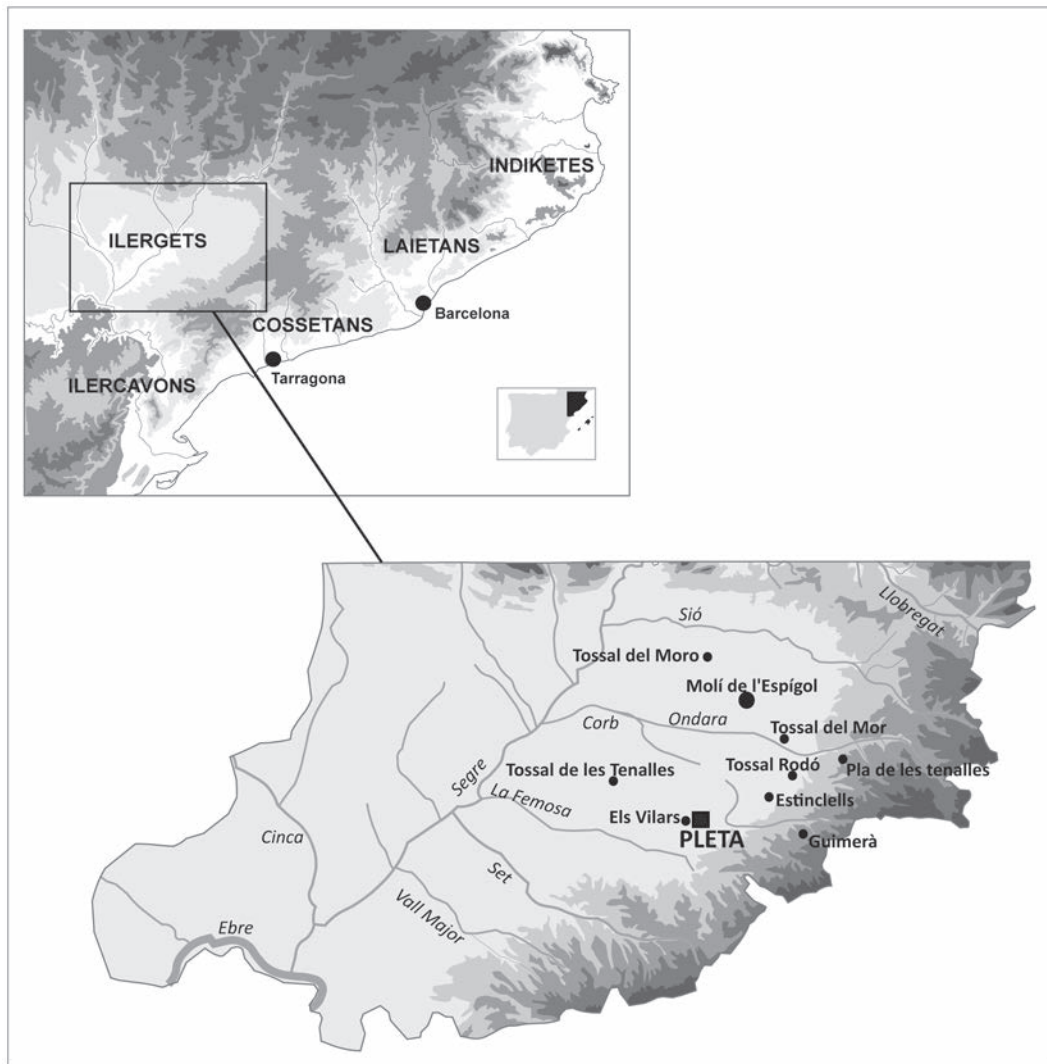 INDIKETES
ILERGETS
LAIETANS
Barcelona
COSSETANS
Tarragona
ILERCAVONS
Llobregat
Sió
Tossal del Moro
Molí de l'Espígol
Corb
Ondara
Tossal del Mor
Segre
Tossal de les Tenalles
Tossal Rodó
Pla de les tenalles
La Femosa
Estinclells
Els Vilars
PLETA
Cinca
Guimerà
Set
Vall Major
Ebre